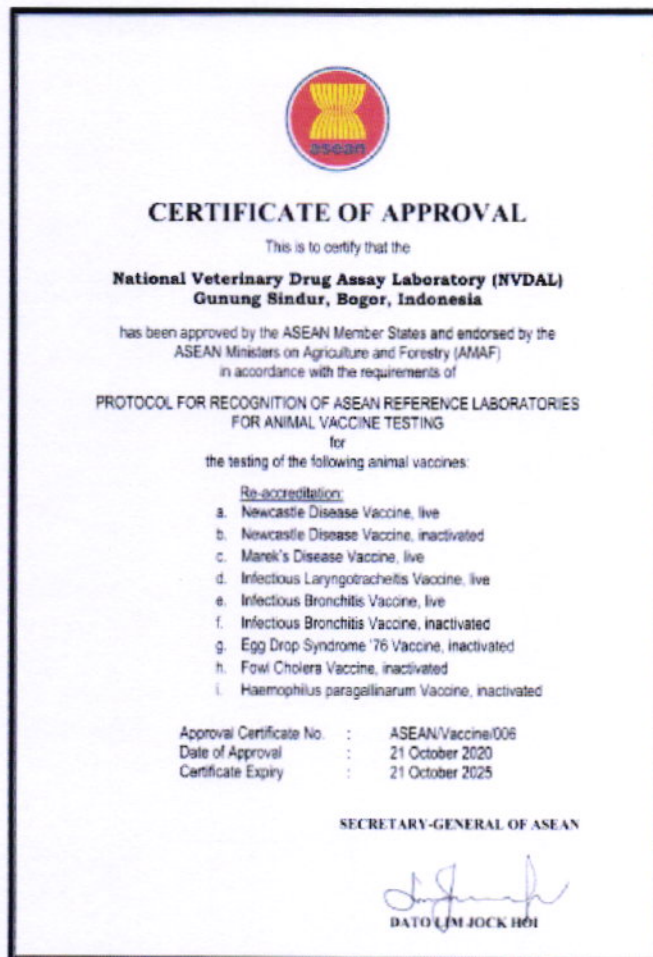 asean
CERTIFICATE OF APPROVAL
This is to certify that the
National Veterinary Drug Assay Laboratory (NVDAL)
Gunung Sindur, Bogor, Indonesia
has been approved by the ASEAN Member States and endorsed by the
ASEAN Ministers on Agriculture and Forestry (AMAF)
in accordance with the requirements of
PROTOCOL FOR RECOGNITION OF ASEAN REFERENCE LABORATORIES
FOR ANIMAL VACCINE TESTING
for
the testing of the following animal vaccines:
Re-accreditation:
a. Newcastle Disease Vaccine, live
b. Newcastle Disease Vaccine, inactivated
c. Marek's Disease Vaccine, live
d. Infectious Laryngotracheitis Vaccine, live
e. Infectious Bronchitis Vaccine, live
f. Infectious Bronchitis Vaccine, inactivated
g. Egg Drop Syndrome '76 Vaccine, inactivated
h. Fowl Cholera Vaccine, inactivated
i. Haemophilus paragallinarum Vaccine, inactivated
Approval Certificate No. : ASEAN/Vaccine/006
Date of Approval : 21 October 2020
Certificate Expiry : 21 October 2025
SECRETARY-GENERAL OF ASEAN
DATO LIM JOCK HOI